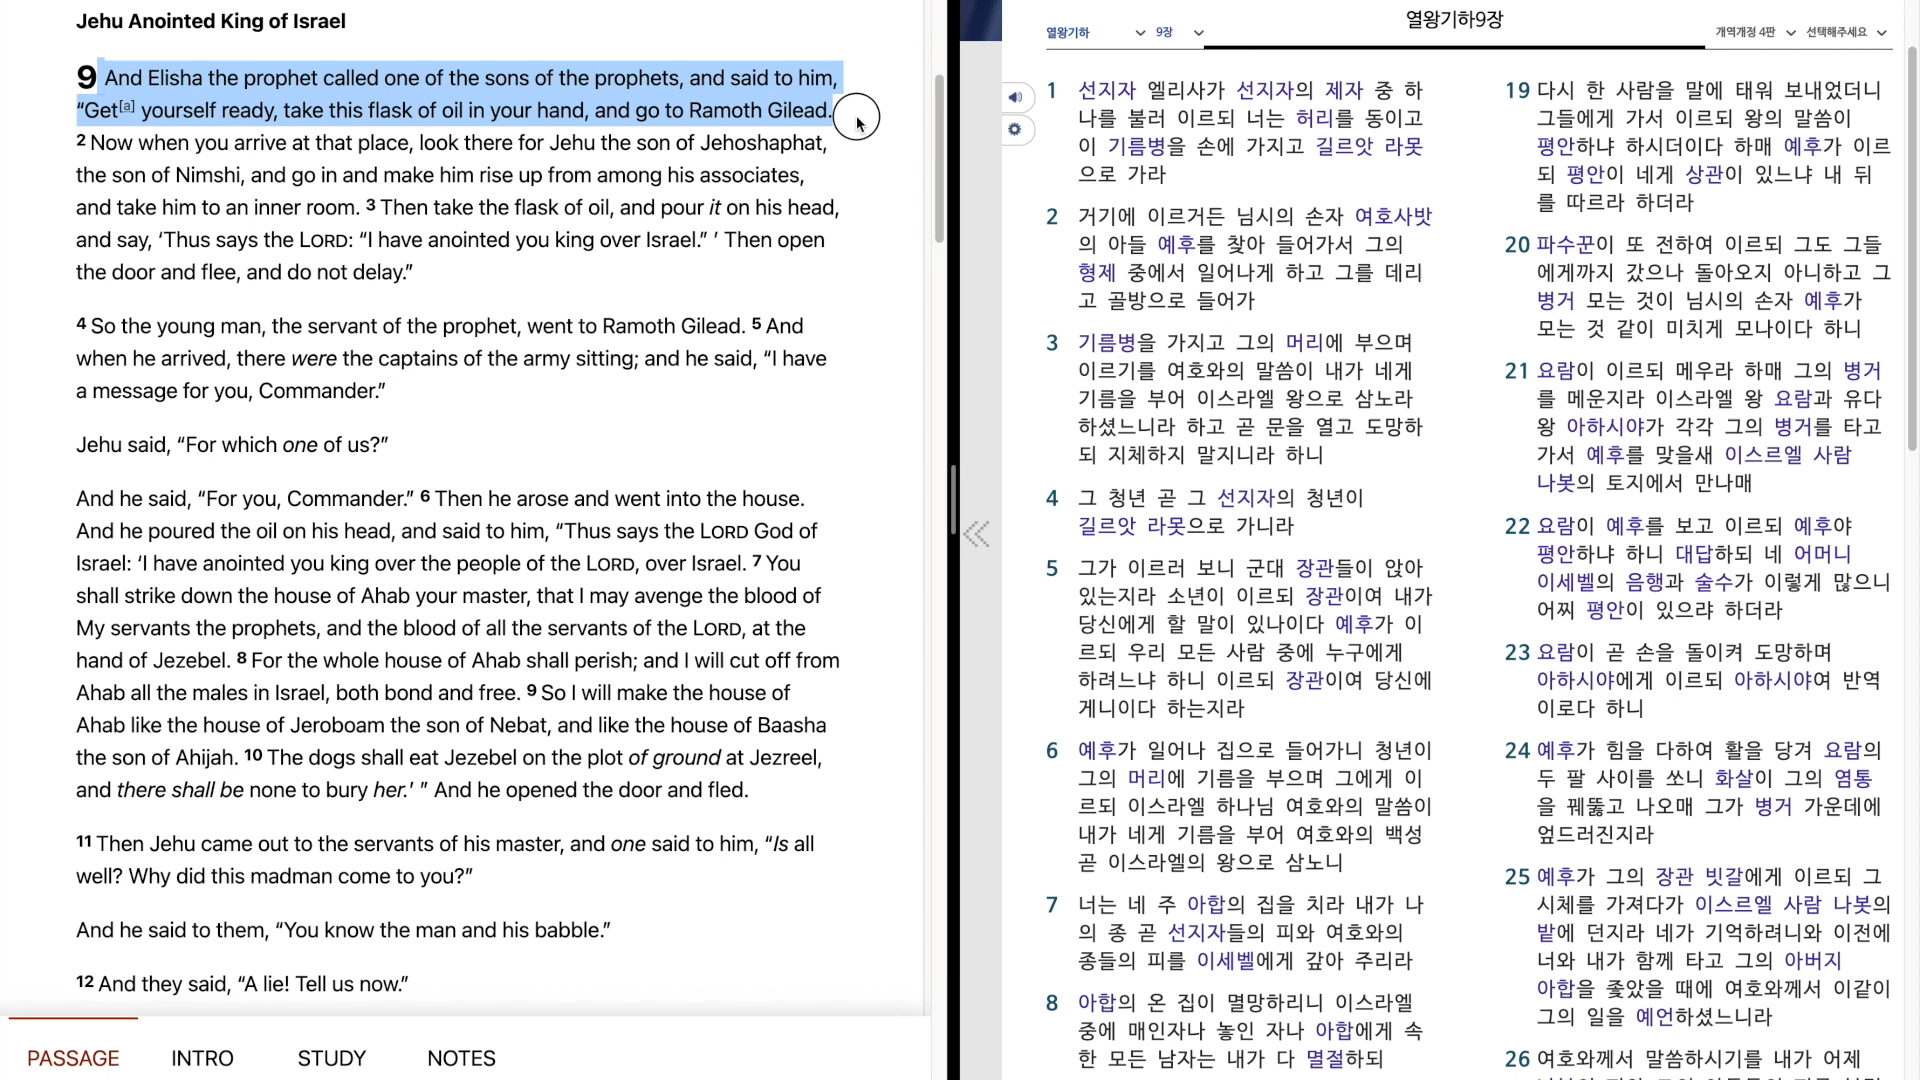 Jehu Anointed King of Israel
9 And Elisha the prophet called one of the sons of the prophets, and said to him,
“Get[a] yourself ready, take this flask of oil in your hand, and go to Ramoth Gilead.
2 Now when you arrive at that place, look there for Jehu the son of Jehoshaphat,
the son of Nimshi, and go in and make him rise up from among his associates,
and take him to an inner room. 3 Then take the flask of oil, and pour it on his head,
and say, ‘Thus says the LORD: “I have anointed you king over Israel.” ’ Then open
the door and flee, and do not delay.”
4 So the young man, the servant of the prophet, went to Ramoth Gilead. 5 And
when he arrived, there were the captains of the army sitting; and he said, “I have
a message for you, Commander.”
Jehu said, “For which one of us?”
And he said, “For you, Commander.” 6 Then he arose and went into the house.
And he poured the oil on his head, and said to him, “Thus says the LORD God of
Israel: ‘I have anointed you king over the people of the LORD, over Israel. 7 You
shall strike down the house of Ahab your master, that I may avenge the blood of
My servants the prophets, and the blood of all the servants of the LORD, at the
hand of Jezebel. 8 For the whole house of Ahab shall perish; and I will cut off from
Ahab all the males in Israel, both bond and free. 9 So I will make the house of
Ahab like the house of Jeroboam the son of Nebat, and like the house of Baasha
the son of Ahijah. 10 The dogs shall eat Jezebel on the plot of ground at Jezreel,
and there shall be none to bury her.’ ” And he opened the door and fled.
11 Then Jehu came out to the servants of his master, and one said to him, “Is all
well? Why did this madman come to you?”
And he said to them, “You know the man and his babble.”
12 And they said, “A lie! Tell us now.”
PASSAGE INTRO STUDY NOTES
열왕기하9장
열왕기하 9장 개역개정 4판 선택해주세요
1 선지자 엘리사가 선지자의 제자 중 하
나를 불러 이르되 너는 허리를 동이고
이 기름병을 손에 가지고 길르앗 라못
으로 가라
2 거기에 이르거든 님시의 손자 여호사밧
의 아들 예후를 찾아 들어가서 그의
형제 중에서 일어나게 하고 그를 데리
고 골방으로 들어가
3 기름병을 가지고 그의 머리에 부으며
이르기를 여호와의 말씀이 내가 네게
기름을 부어 이스라엘 왕으로 삼노라
하셨느니라 하고 곧 문을 열고 도망하
되 지체하지 말지니라 하니
4 그 청년 곧 그 선지자의 청년이
길르앗 라못으로 가니라
5 그가 이르러 보니 군대 장관들이 앉아
있는지라 소년이 이르되 장관이여 내가
당신에게 할 말이 있나이다 예후가 이
르되 우리 모든 사람 중에 누구에게
하려느냐 하니 이르되 장관이여 당신에
게니이다 하는지라
6 예후가 일어나 집으로 들어가니 청년이
그의 머리에 기름을 부으며 그에게 이
르되 이스라엘 하나님 여호와의 말씀이
내가 네게 기름을 부어 여호와의 백성
곧 이스라엘의 왕으로 삼노니
7 너는 네 주 아합의 집을 치라 내가 나
의 종 곧 선지자들의 피와 여호와의
종들의 피를 이세벨에게 갚아 주리라
8 아합의 온 집이 멸망하리니 이스라엘
중에 매인자나 놓인 자나 아합에게 속
한 모든 남자는 내가 다 멸절하되
19 다시 한 사람을 말에 태워 보내었더니
그들에게 가서 이르되 왕의 말씀이
평안하냐 하시더이다 하매 예후가 이르
되 평안이 네게 상관이 있느냐 내 뒤
를 따르라 하더라
20 파수꾼이 또 전하여 이르되 그도 그들
에게까지 갔으나 돌아오지 아니하고 그
병거 모는 것이 님시의 손자 예후가
모는 것 같이 미치게 모나이다 하니
21 요람이 이르되 메우라 하매 그의 병거
를 메운지라 이스라엘 왕 요람과 유다
왕 아하시야가 각각 그의 병거를 타고
가서 예후를 맞을새 이스르엘 사람
나봇의 토지에서 만나매
22 요람이 예후를 보고 이르되 예후야
평안하냐 하니 대답하되 네 어머니
이세벨의 음행과 술수가 이렇게 많으니
어찌 평안이 있으랴 하더라
23 요람이 곧 손을 돌이켜 도망하며
아하시야에게 이르되 아하시야여 반역
이로다 하니
24 예후가 힘을 다하여 활을 당겨 요람의
두 팔 사이를 쏘니 화살이 그의 염통
을 꿰뚫고 나오매 그가 병거 가운데에
엎드러진지라
25 예후가 그의 장관 빗갈에게 이르되 그
시체를 가져다가 이스르엘 사람 나봇의
밭에 던지라 네가 기억하려니와 이전에
너와 내가 함께 타고 그의 아버지
아합을 좇았을 때에 여호와께서 이같이
그의 일을 예언하셨느니라
26 여호와께서 말씀하시기를 내가 어제